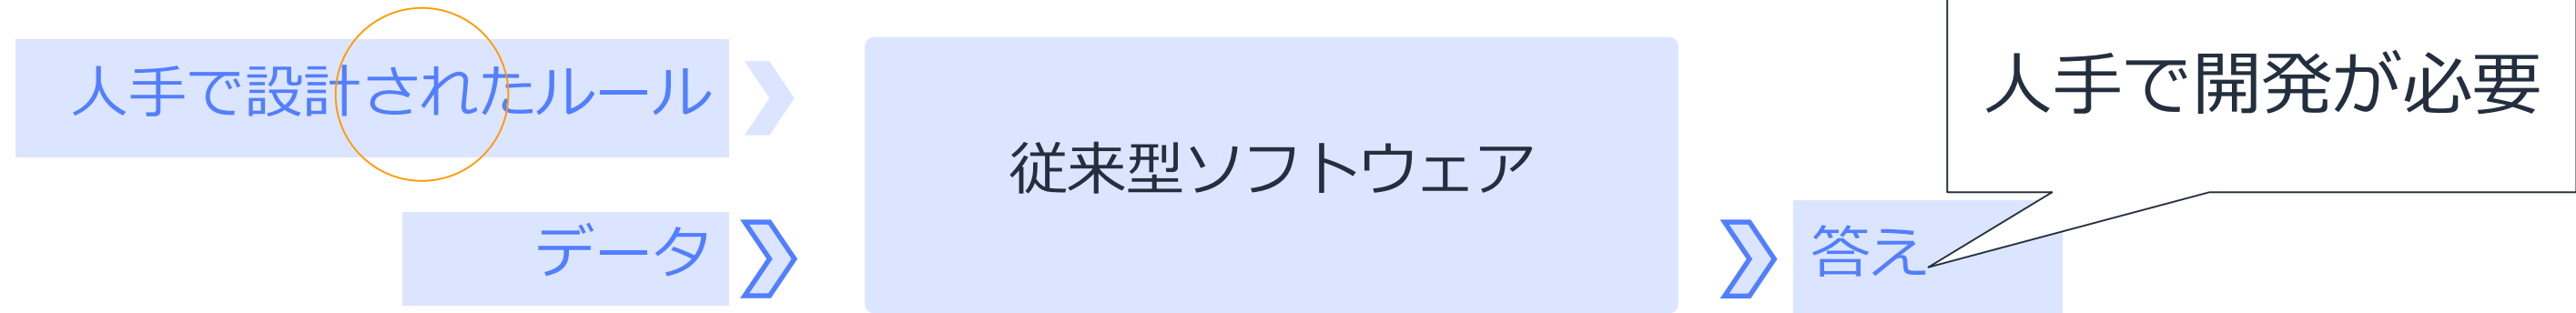 人手で設計されたルール
データ
従来型ソフトウェア
答え
人手で開発が必要